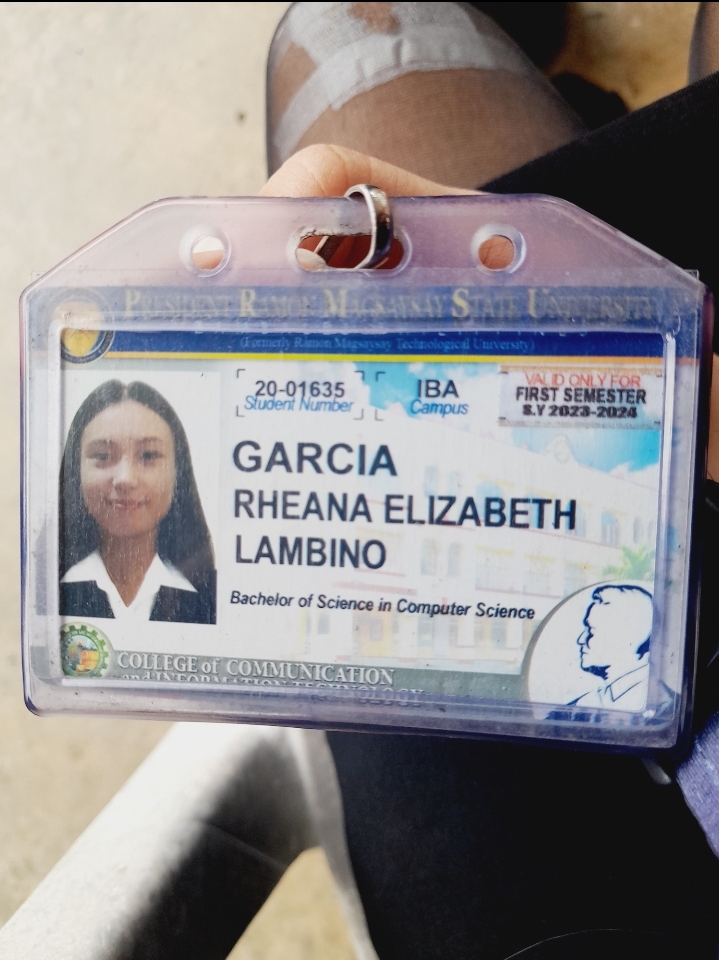 PRESIDENT RAMON MAGSAYSAY STATE UNIVERSITY
(Formerly Ramon Magsaysay Technological University)
20-01635
Student Number
IBA
Campus
VALID ONLY FOR
FIRST SEMESTER
S.Y 2023-2024
GARCIA
RHEANA ELIZABETH
LAMBINO
Bachelor of Science in Computer Science
COLLEGE of COMMUNICATION
and INFORMATION TECHNOLOGY